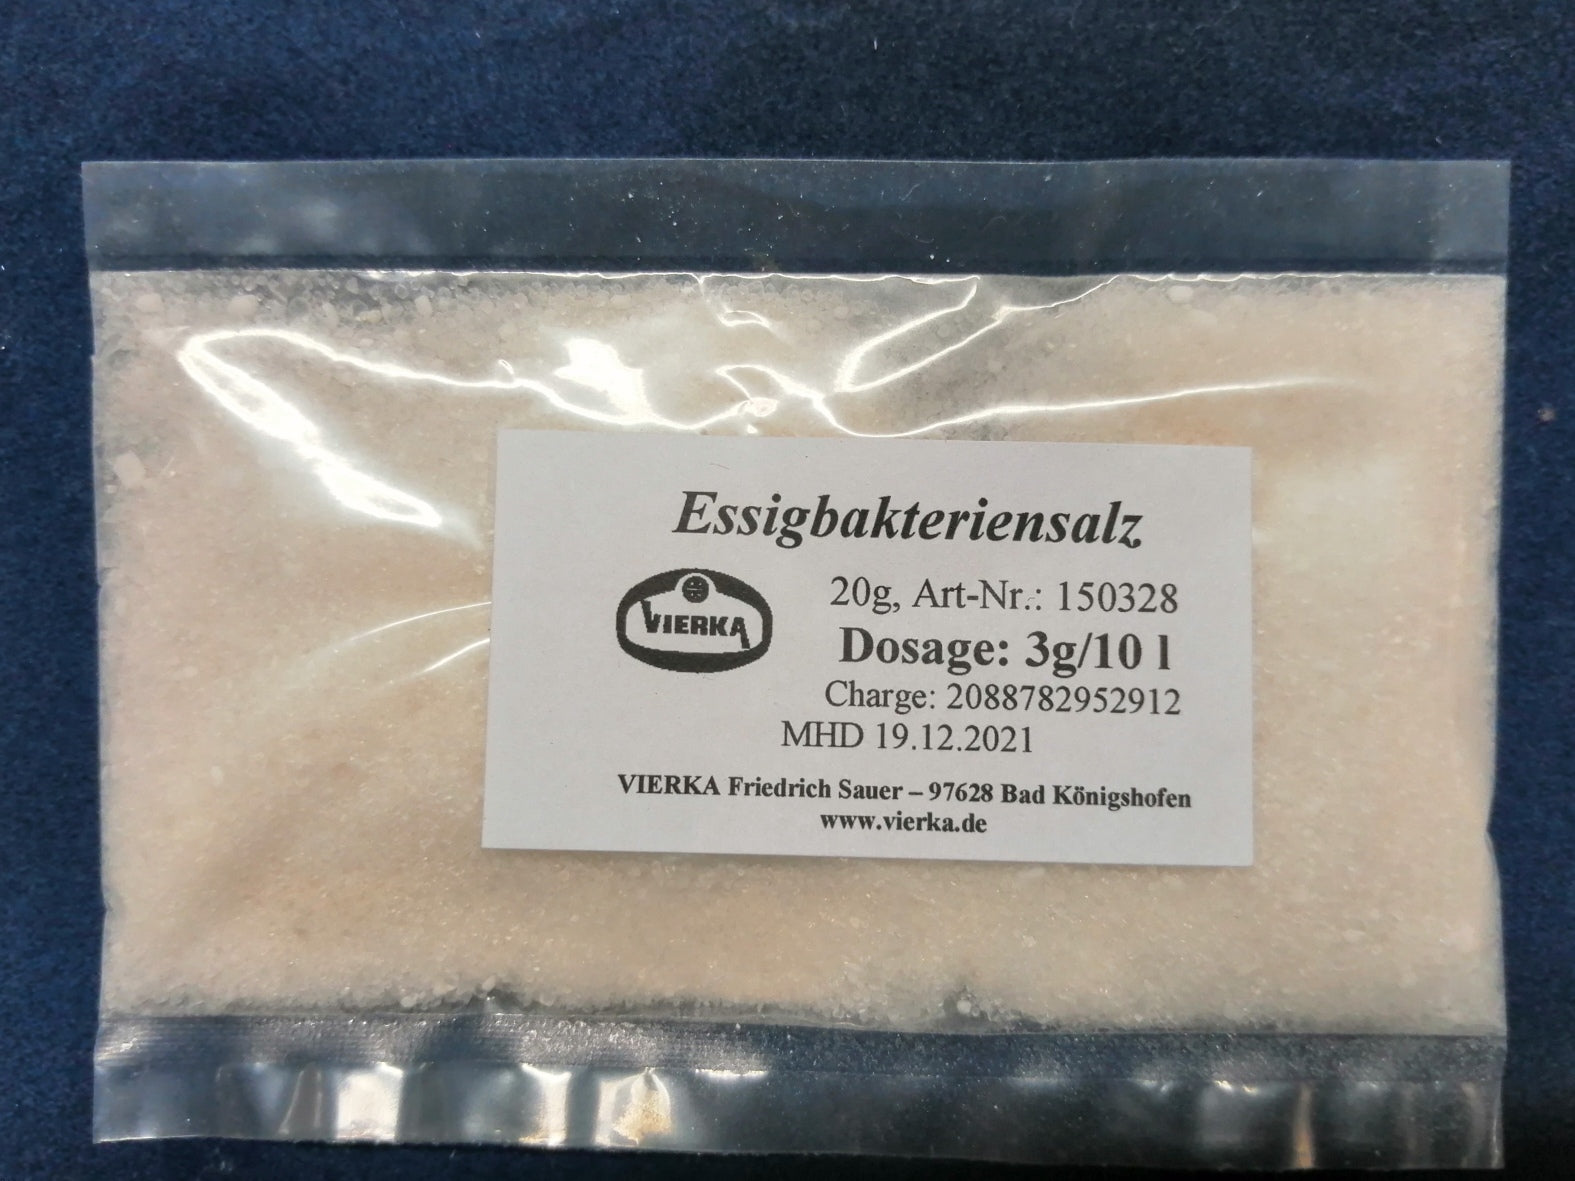 Essigbakteriensalz
VIERKA
20g, Art-Nr.: 150328
Dosage: 3g/10 l
Charge: 2088782952912
MHD 19.12.2021
VIERKA Friedrich Sauer – 97628 Bad Königshofen
www.vierka.de